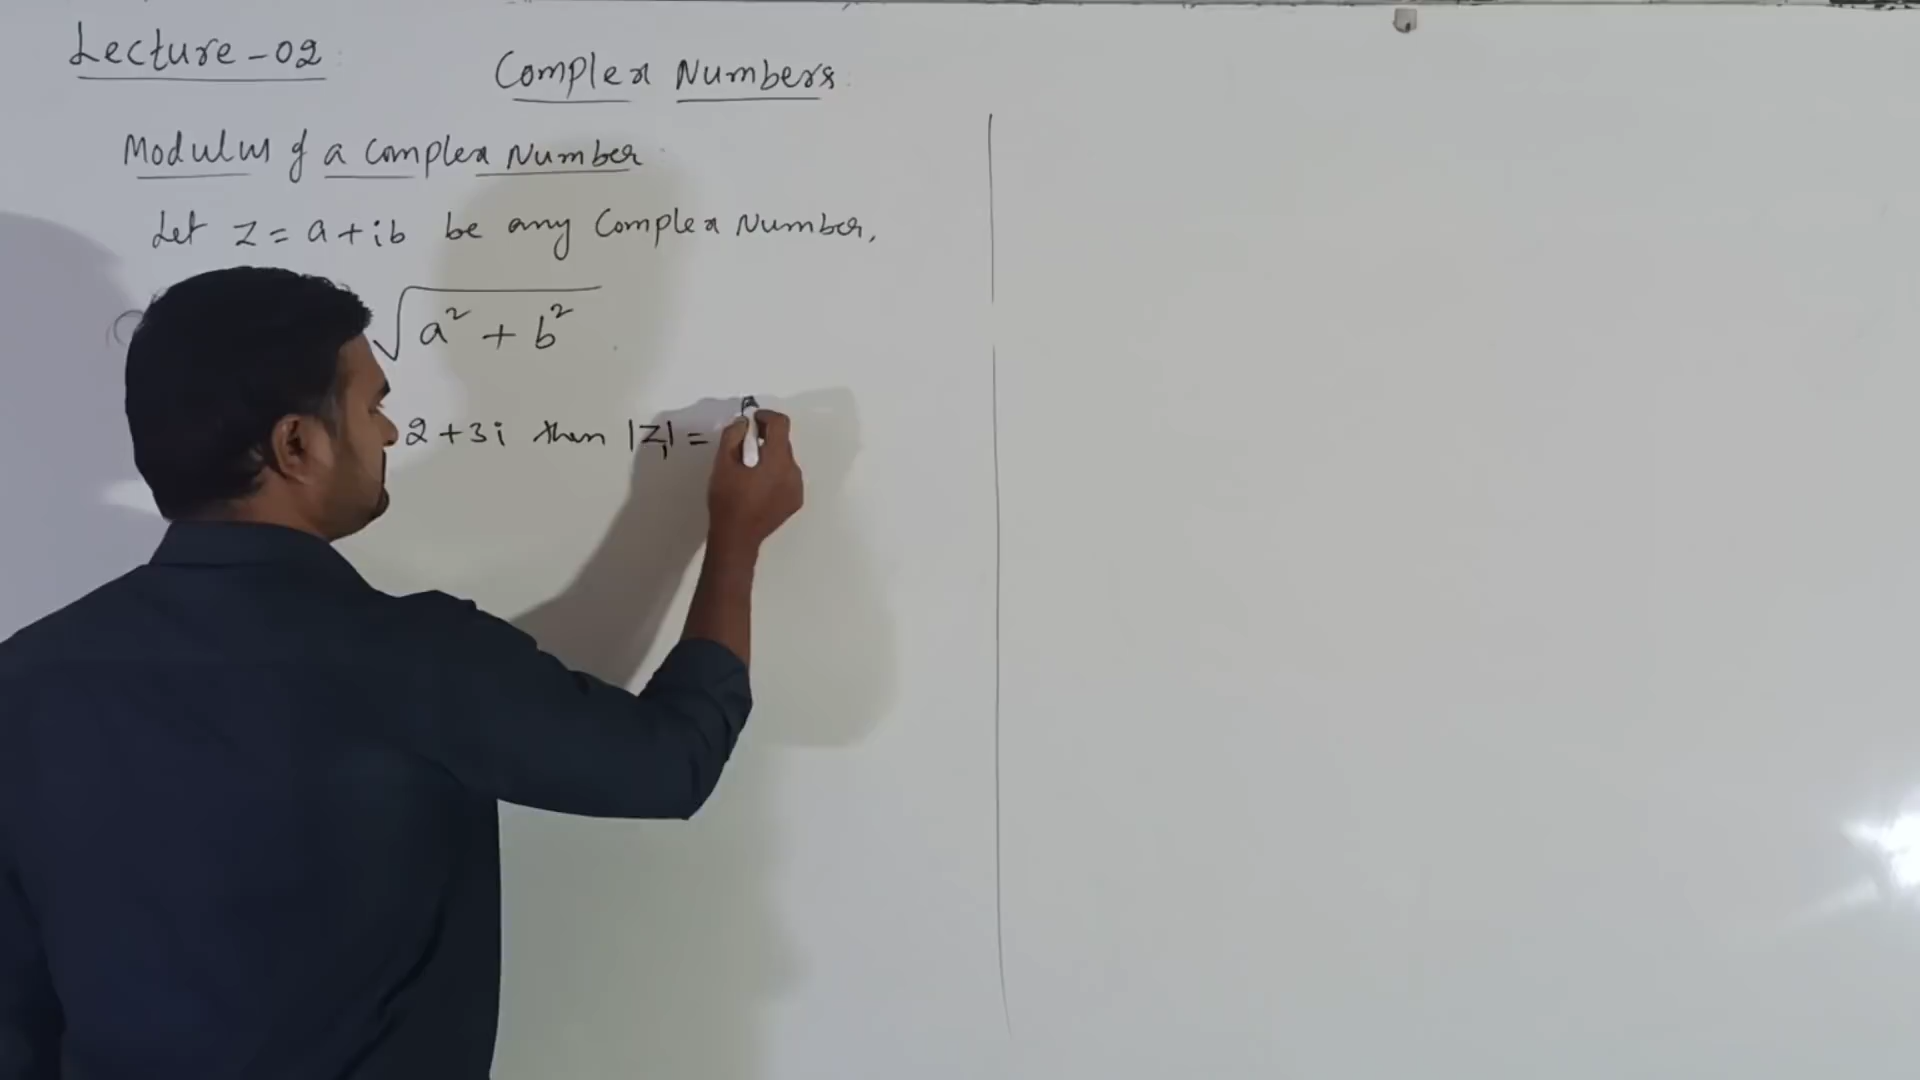 Lecture-02
Complex Numbers
Modulus of a Complex Number
Let z = a+ib be any Complex Number,
√(a² + b²)
2+3i then |z₁| =